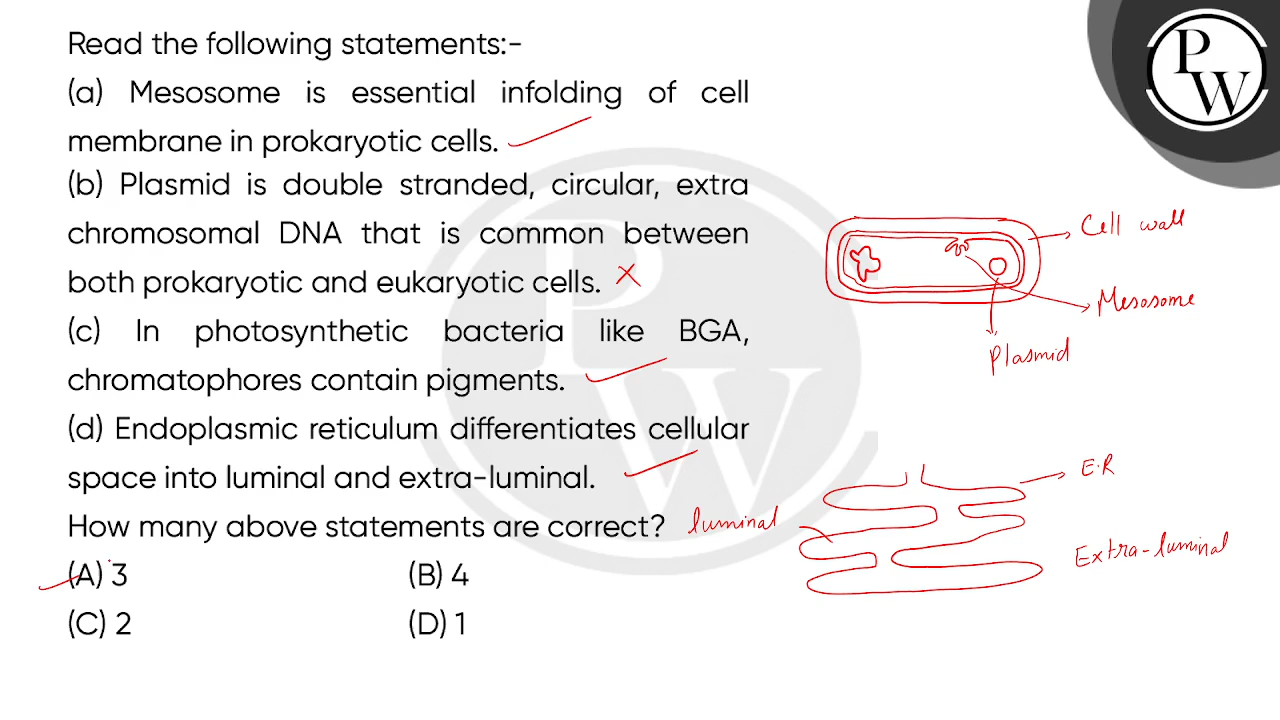 Read the following statements:-
(a) Mesosome is essential infolding of cell
membrane in prokaryotic cells.
(b) Plasmid is double stranded, circular, extra
chromosomal DNA that is common between
both prokaryotic and eukaryotic cells.
(c) In photosynthetic bacteria like BGA,
chromatophores contain pigments.
(d) Endoplasmic reticulum differentiates cellular
space into luminal and extra-luminal.
How many above statements are correct?
(A) 3 (B) 4
(C) 2 (D) 1
PW
PW
Cell wall
Mesosome
Plasmid
E.R
luminal
Extra-luminal